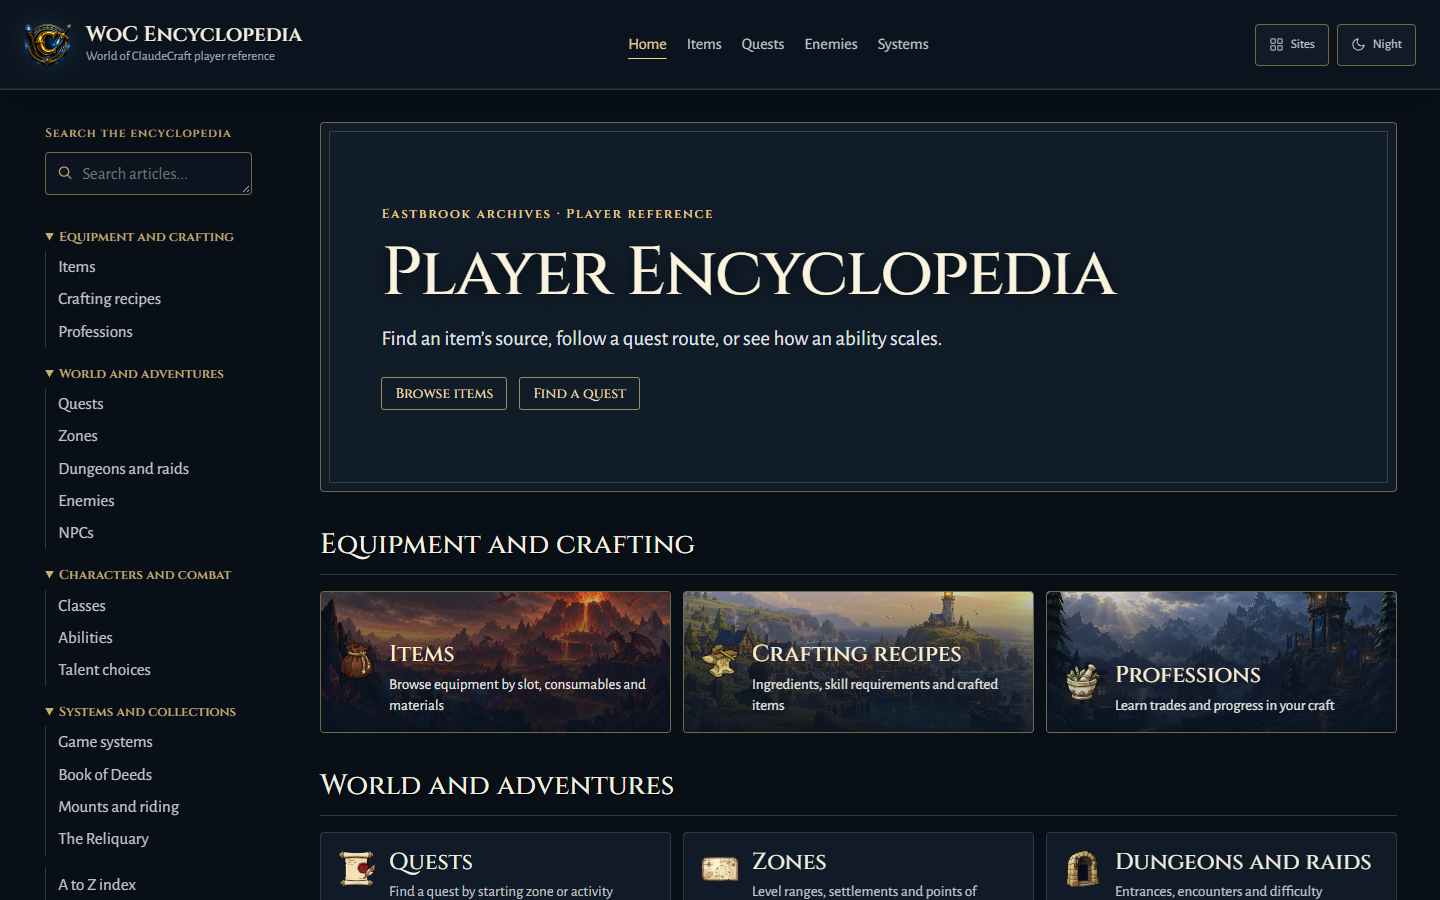 WoC Encyclopedia
World of ClaudeCraft player reference
Home
Items
Quests
Enemies
Systems
Sites
Night
Search the encyclopedia
Search articles...
Equipment and crafting
Items
Crafting recipes
Professions
World and adventures
Quests
Zones
Dungeons and raids
Enemies
NPCs
Characters and combat
Classes
Abilities
Talent choices
Systems and collections
Game systems
Book of Deeds
Mounts and riding
The Reliquary
A to Z index
Eastbrook archives · Player reference
Player Encyclopedia
Find an item’s source, follow a quest route, or see how an ability scales.
Browse items
Find a quest
Equipment and crafting
Items
Browse equipment by slot, consumables and
materials
Crafting recipes
Ingredients, skill requirements and crafted
items
Professions
Learn trades and progress in your craft
World and adventures
Quests
Find a quest by starting zone or activity
Zones
Level ranges, settlements and points of
Dungeons and raids
Entrances, encounters and difficulty